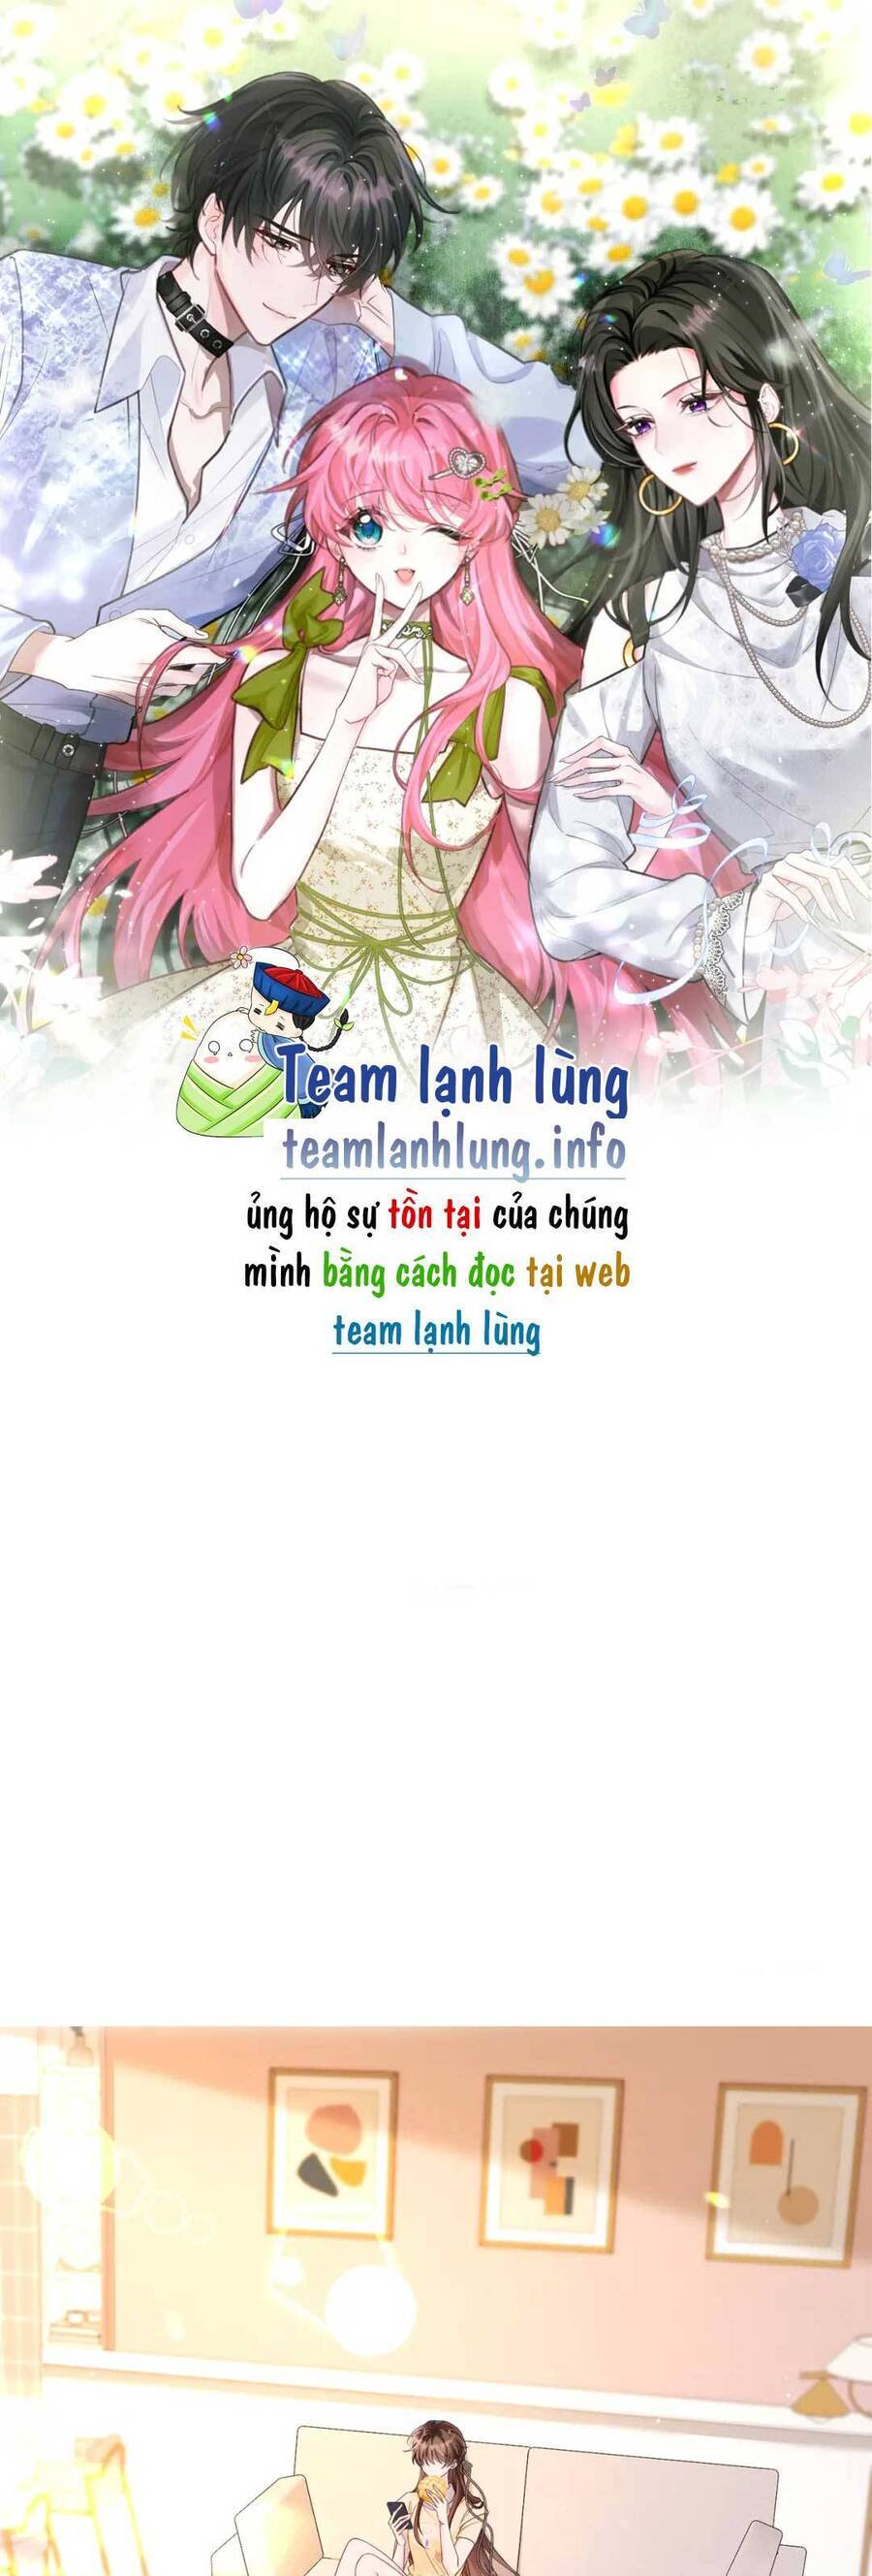 Team lạnh lùng
teamlanhlung.info
ủng hộ sự tồn tại của chúng
mình bằng cách đọc tại web
team lạnh lùng